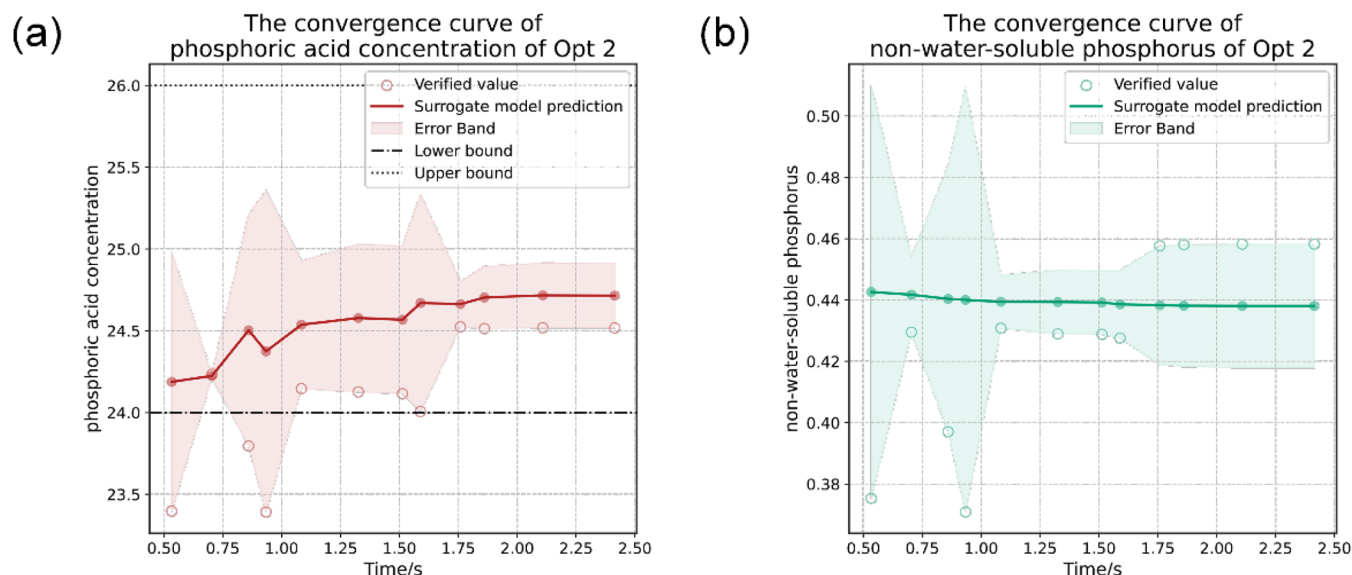 (a)
The convergence curve of
phosphoric acid concentration of Opt 2
Verified value
Surrogate model prediction
Error Band
Lower bound
Upper bound
phosphoric acid concentration
26.0
25.5
25.0
24.5
24.0
23.5
0.50 0.75 1.00 1.25 1.50 1.75 2.00 2.25 2.50
Time/s
(b)
The convergence curve of
non-water-soluble phosphorus of Opt 2
Verified value
Surrogate model prediction
Error Band
non-water-soluble phosphorus
0.50
0.48
0.46
0.44
0.42
0.40
0.38
0.50 0.75 1.00 1.25 1.50 1.75 2.00 2.25 2.50
Time/s